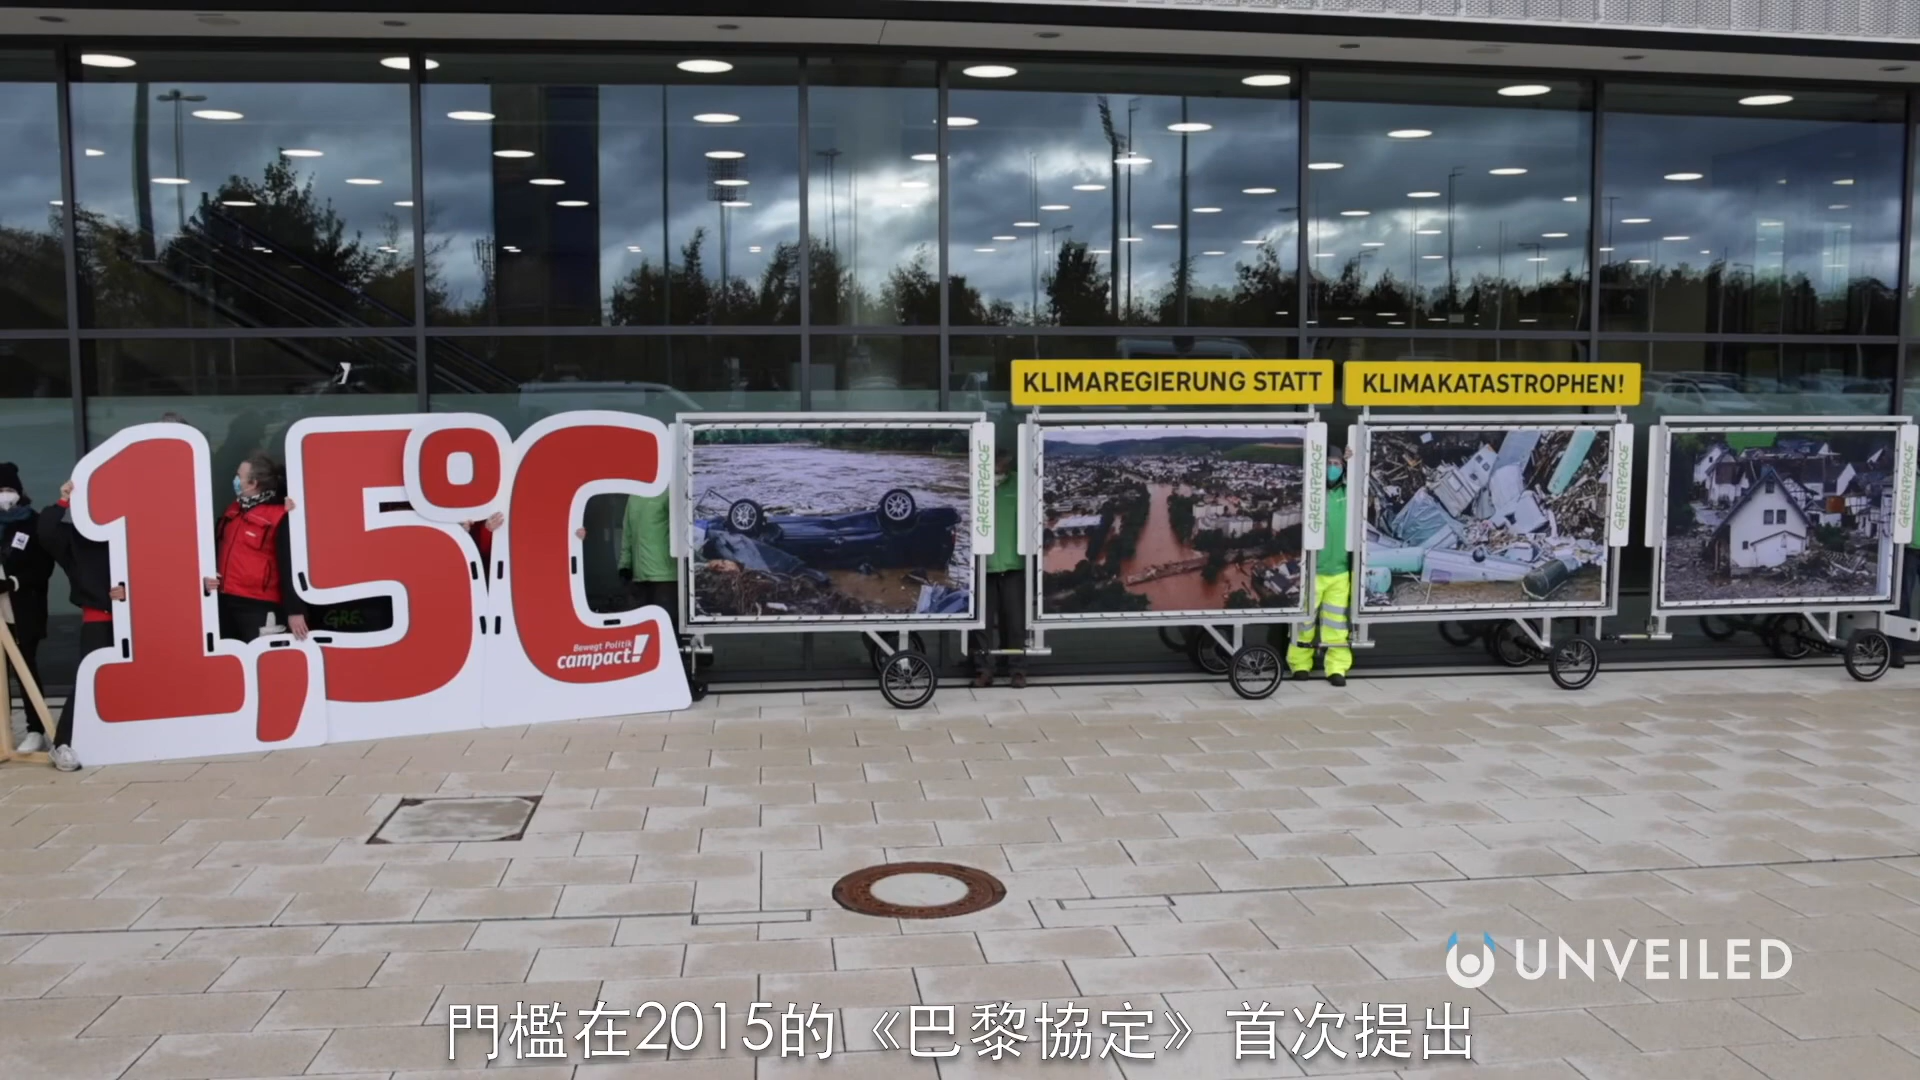 KLIMAREGIERUNG STATT
KLIMAKATASTROPHEN!
1,5°C
Bewegt Politik
campact!
GREENPEACE
GREENPEACE
GREENPEACE
GREENPEACE
GRE
UNVEILED
門檻在2015的《巴黎協定》首次提出